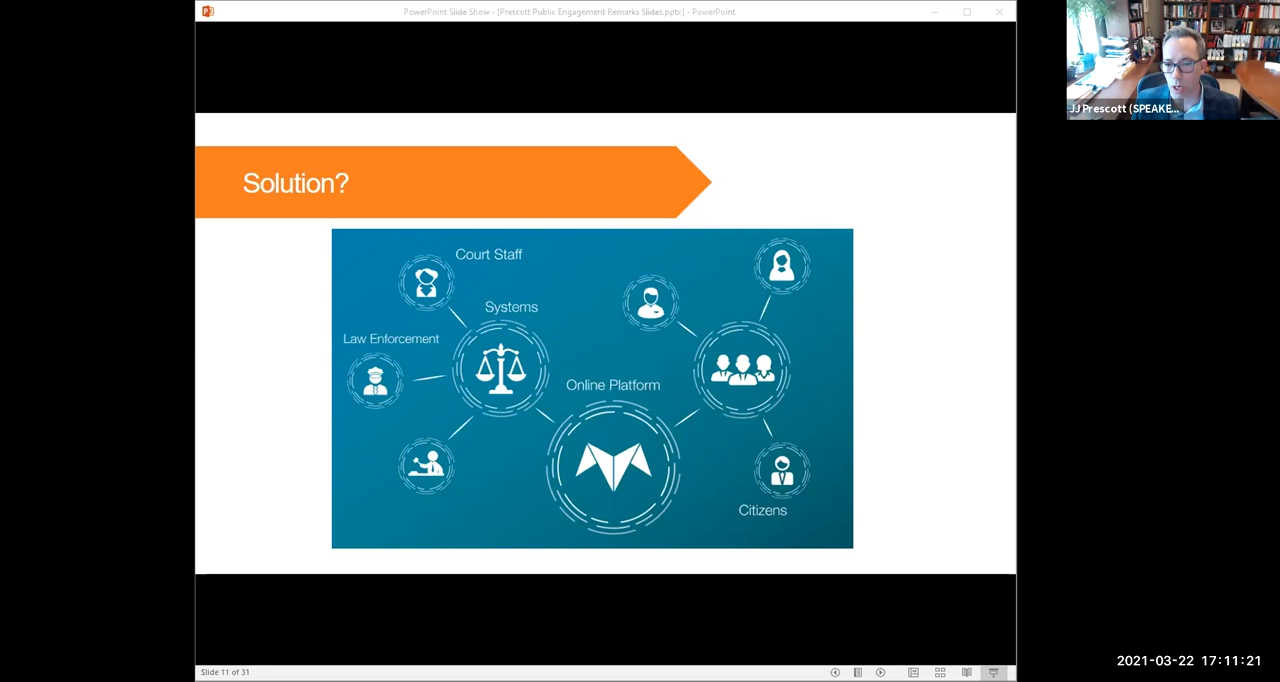 PowerPoint Slide Show - [Prescott Public Engagement Remarks Slides.pptx] - PowerPoint
JJ Prescott (SPEAKE...
Solution?
Court Staff
Systems
Law Enforcement
Online Platform
Citizens
Slide 11 of 31
2021-03-22 17:11:21